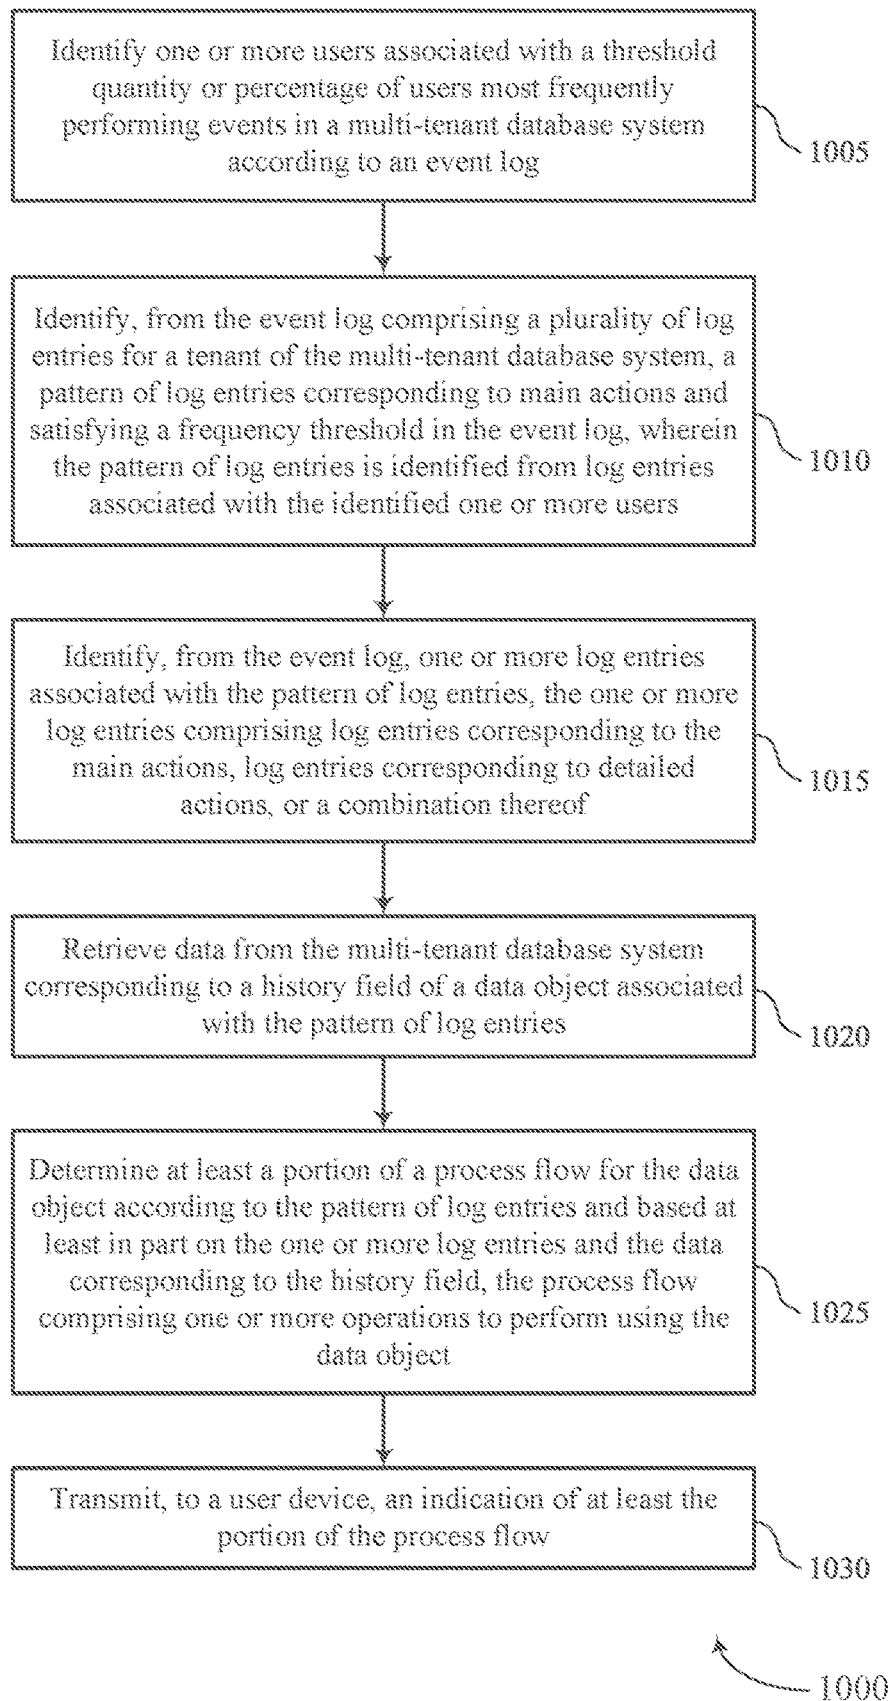 Identify one or more users associated with a threshold
quantity or percentage of users most frequently
performing events in a multi-tenant database system
according to an event log
1005
Identify, from the event log comprising a plurality of log
entries for a tenant of the multi-tenant database system, a
pattern of log entries corresponding to main actions and
satisfying a frequency threshold in the event log, wherein
the pattern of log entries is identified from log entries
associated with the identified one or more users
1010
Identify, from the event log, one or more log entries
associated with the pattern of log entries, the one or more
log entries comprising log entries corresponding to the
main actions, log entries corresponding to detailed
actions, or a combination thereof
1015
Retrieve data from the multi-tenant database system
corresponding to a history field of a data object associated
with the pattern of log entries
1020
Determine at least a portion of a process flow for the data
object according to the pattern of log entries and based at
least in part on the one or more log entries and the data
corresponding to the history field, the process flow
comprising one or more operations to perform using the
data object
1025
Transmit, to a user device, an indication of at least the
portion of the process flow
1030
1000